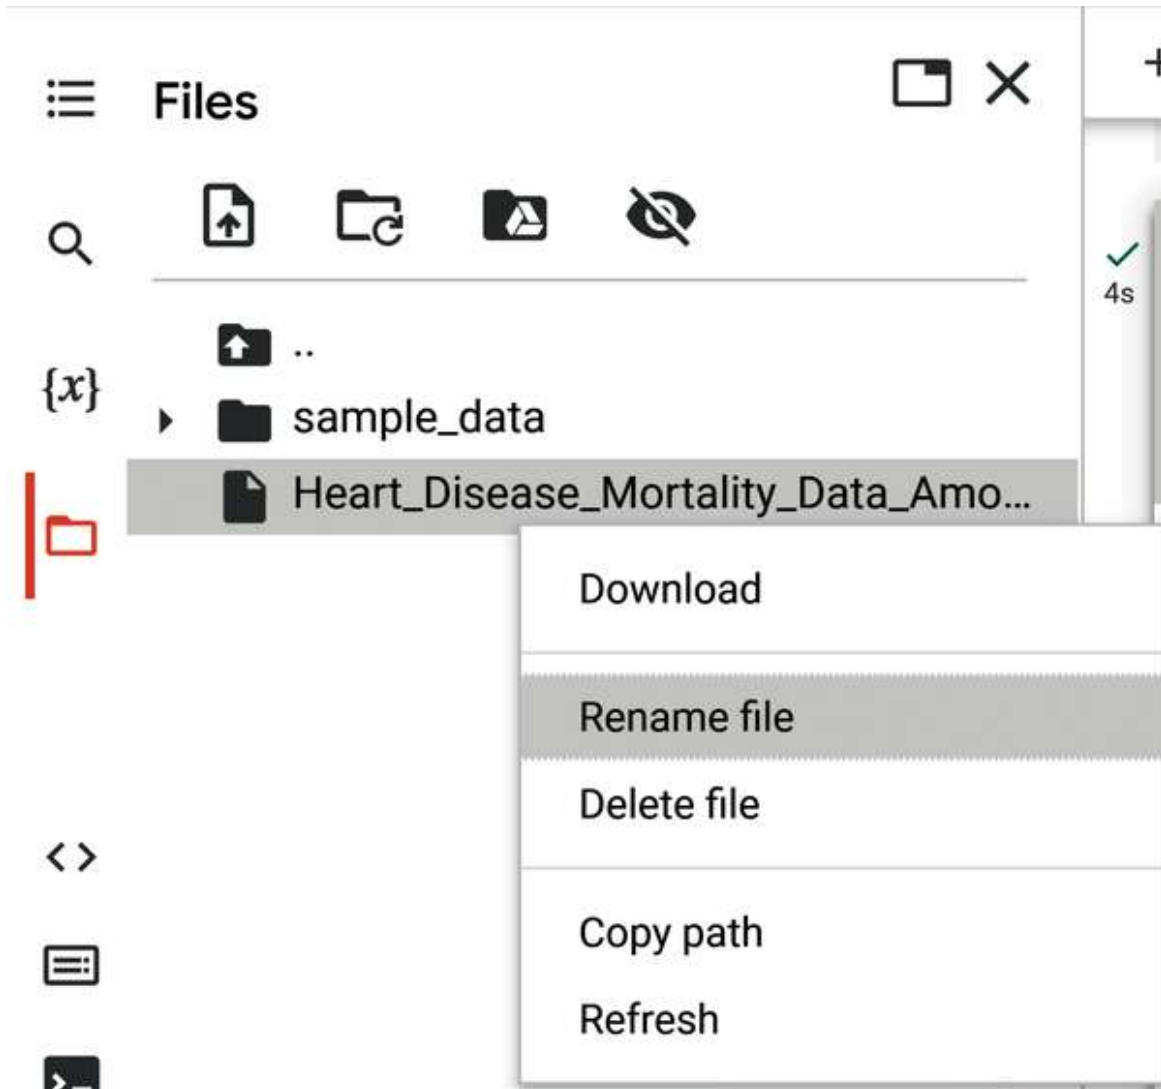 Files
4s
..
{x}
sample_data
Heart_Disease_Mortality_Data_Amo...
Download
Rename file
Delete file
Copy path
Refresh